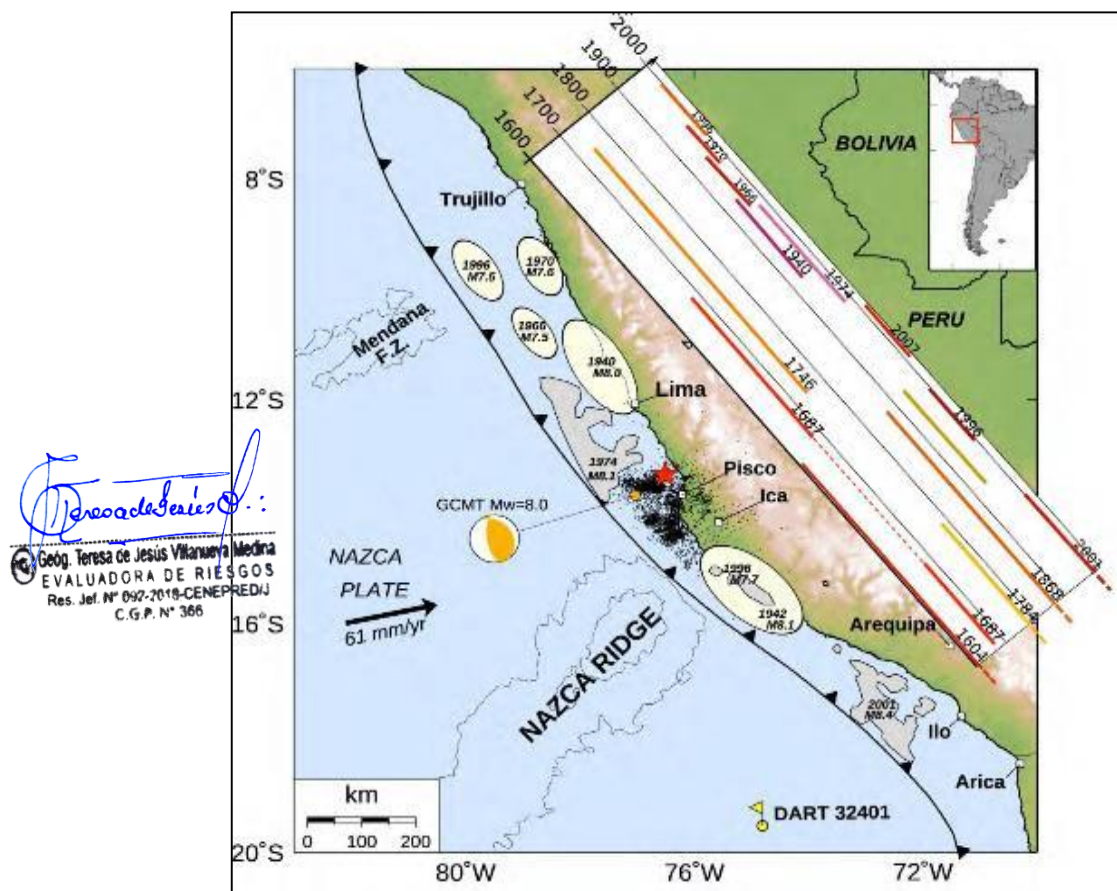 2000
1900
1800
1700
1600
1996
1970
1966
1940
1974
2007
1746
1687
1996
2001
1868
1784
1687
1604
BOLIVIA
PERU
8°S
12°S
16°S
20°S
80°W
76°W
72°W
Trujillo
1996
M7.5
1970
M7.6
1966
M7.5
1940
M8.0
Mendana
F.Z.
Lima
1974
M8.1
Pisco
Ica
GCMT Mw=8.0
NAZCA
PLATE
61 mm/yr
1996
M7.7
1942
M8.1
NAZCA RIDGE
Arequipa
2001
M8.4
Ilo
Arica
km
0 100 200
DART 32401
Teresa de Jesús
Geóg. Teresa de Jesús Villanueva Medina
EVALUADORA DE RIESGOS
Res. Jef. N° 092-2018-CENEPRED/J
C.G.P. N° 366